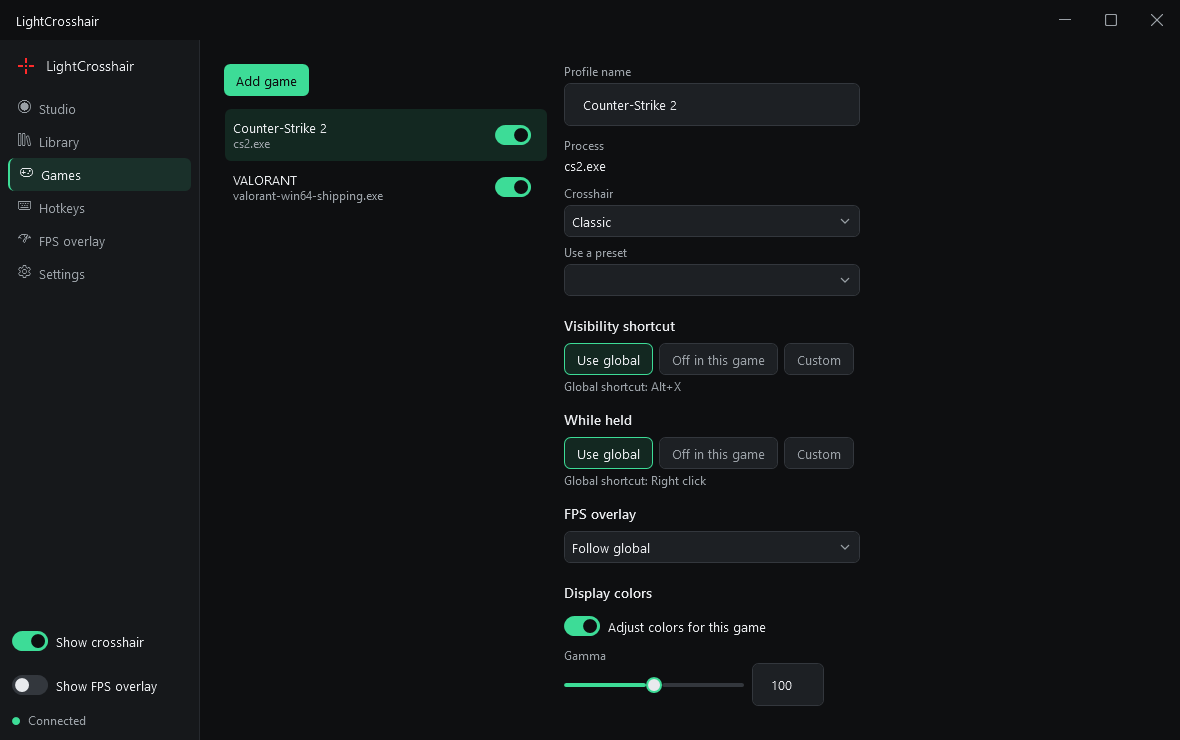 LightCrosshair
LightCrosshair
Studio
Library
Games
Hotkeys
FPS overlay
Settings
Show crosshair
Show FPS overlay
Connected
Add game
Counter-Strike 2
cs2.exe
VALORANT
valorant-win64-shipping.exe
Profile name
Counter-Strike 2
Process
cs2.exe
Crosshair
Classic
Use a preset
Visibility shortcut
Use global Off in this game Custom
Global shortcut: Alt+X
While held
Use global Off in this game Custom
Global shortcut: Right click
FPS overlay
Follow global
Display colors
Adjust colors for this game
Gamma
100